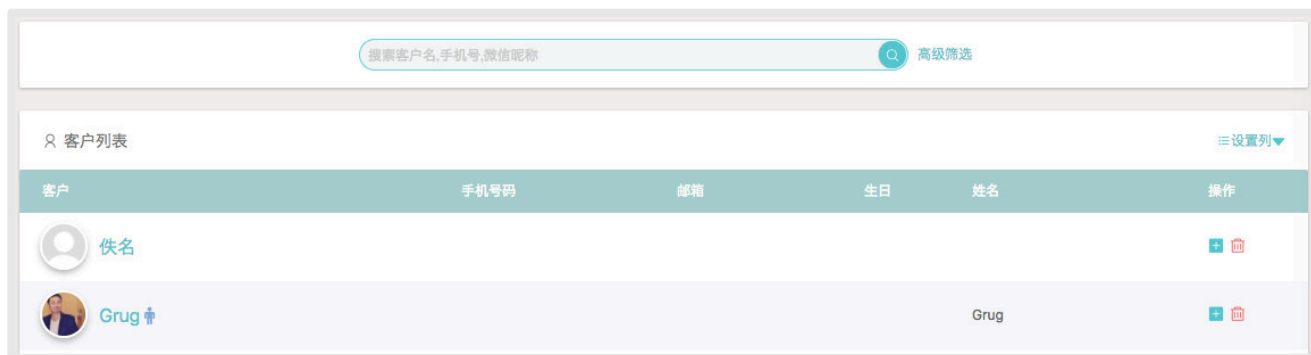 搜索客户名,手机号,微信昵称
高级筛选
客户列表
设置列
客户 手机号码 邮箱 生日 姓名 操作
佚名
Grug Grug